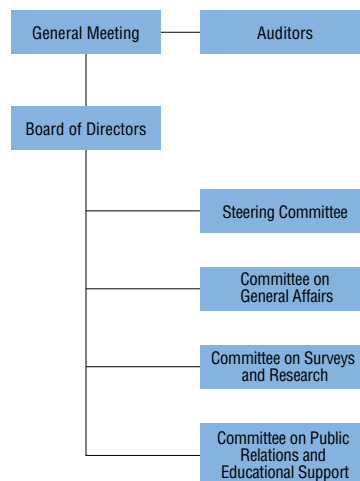 General Meeting
Auditors
Board of Directors
Steering Committee
Committee on
General Affairs
Committee on Surveys
and Research
Committee on Public
Relations and
Educational Support